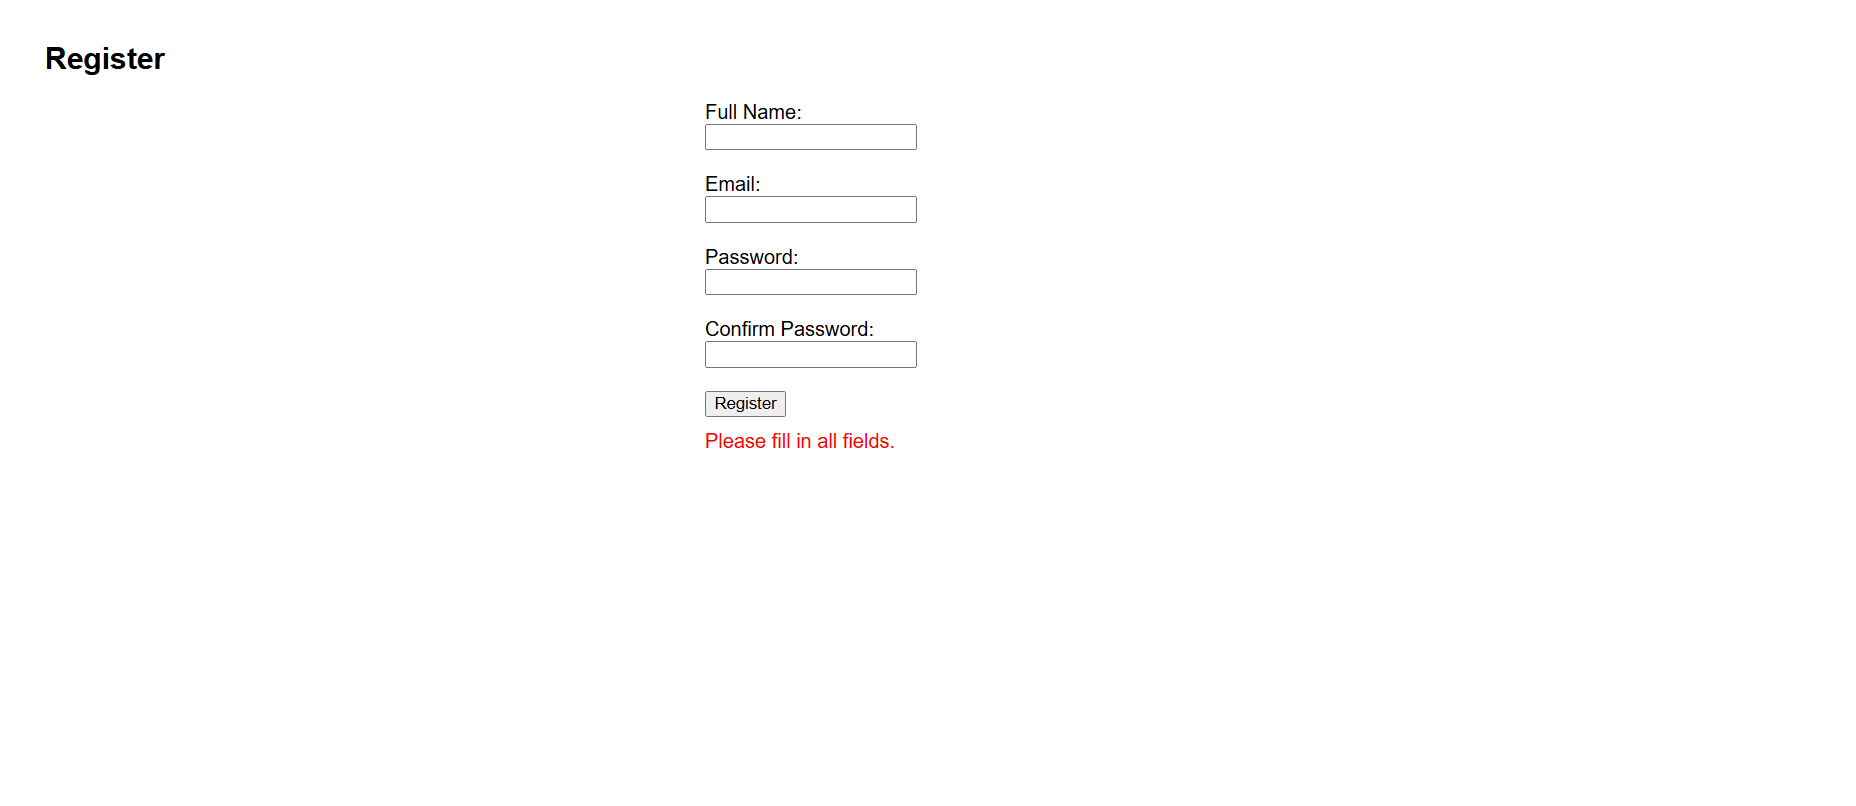 Register
Full Name:
Email:
Password:
Confirm Password:
Register
Please fill in all fields.